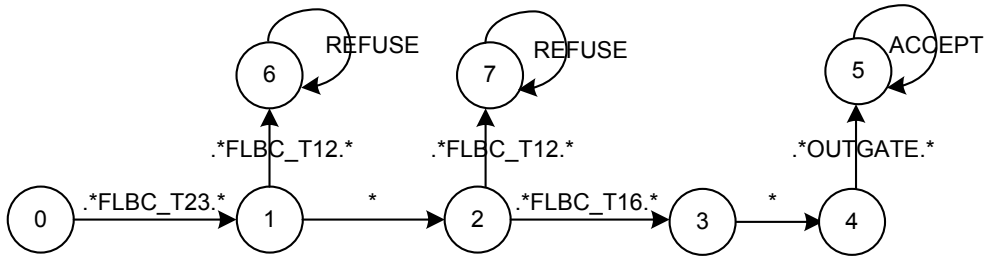 REFUSE
REFUSE
ACCEPT
6
7
5
.*FLBC_T12.*
.*FLBC_T12.*
.*OUTGATE.*
.*FLBC_T23.*
*
.*FLBC_T16.*
*
0
1
2
3
4